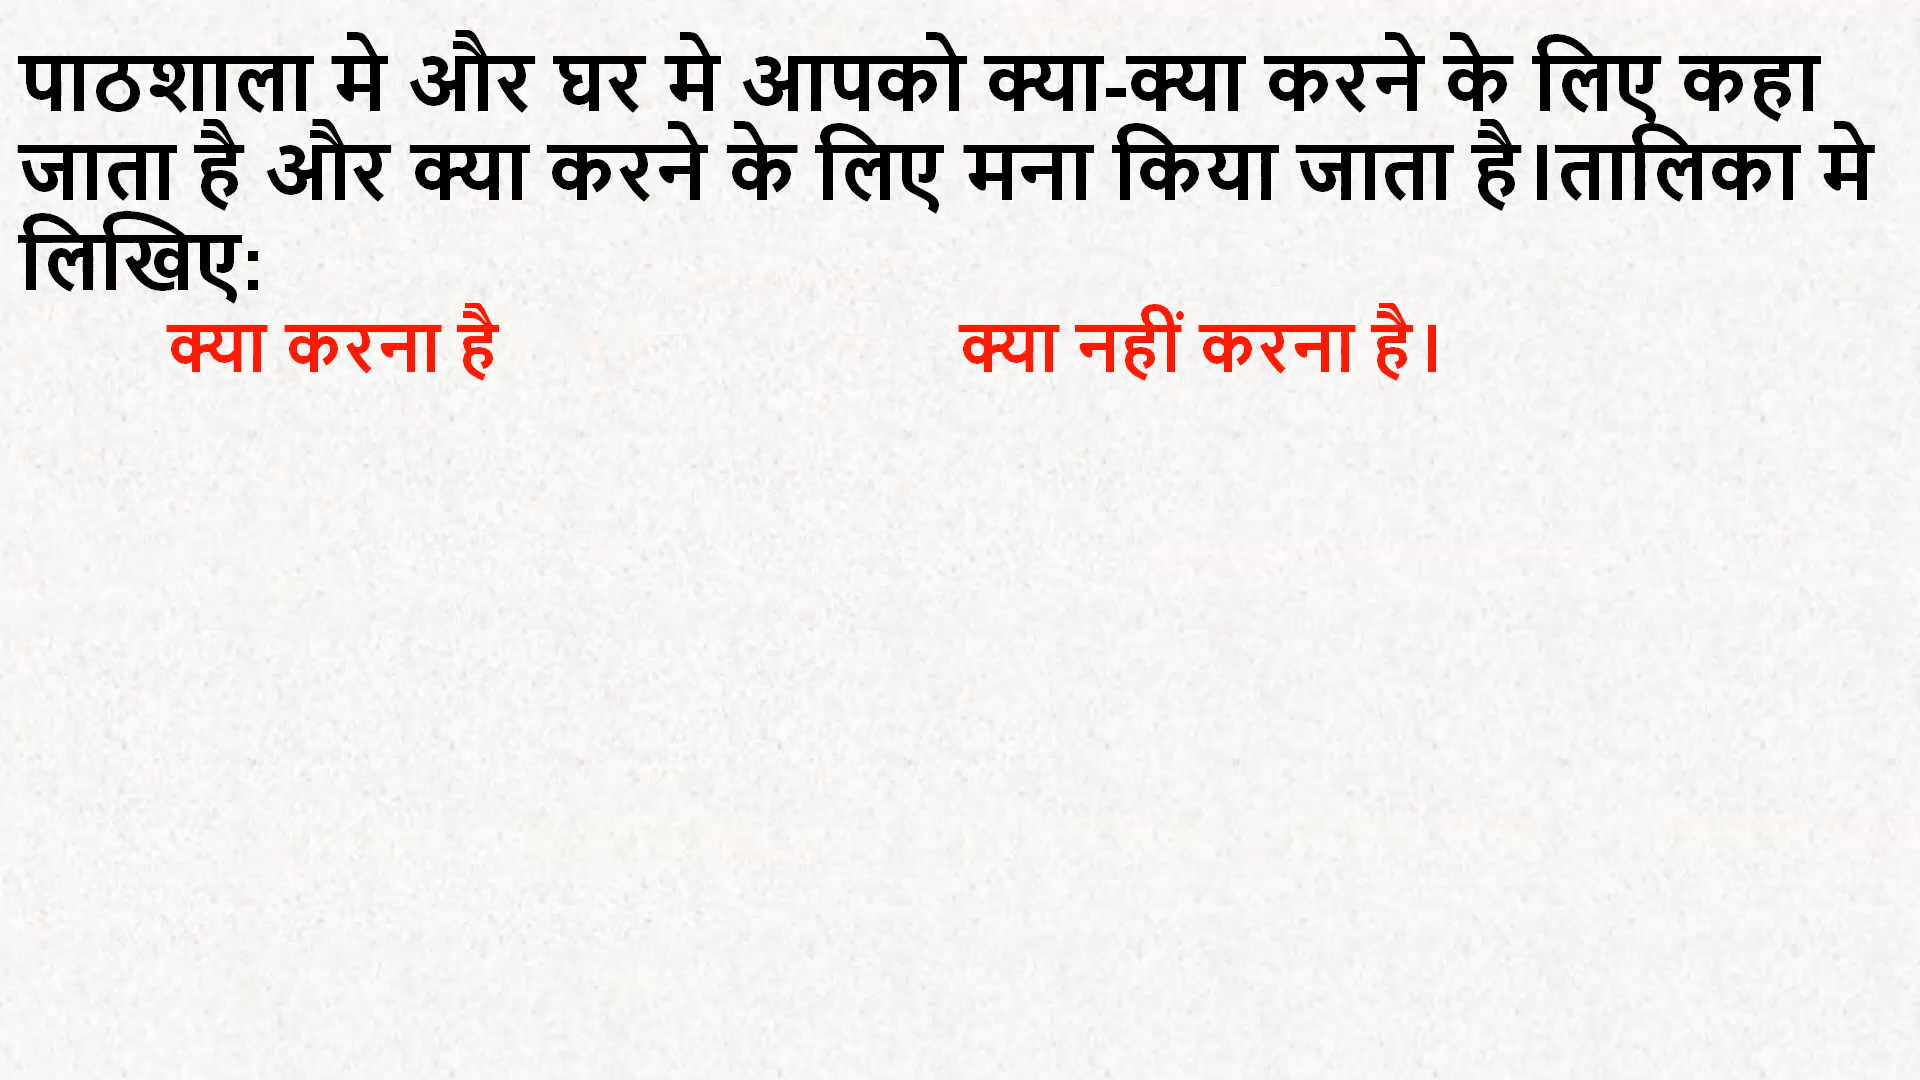 पाठशाला मे और घर मे आपको क्या-क्या करने के लिए कहा
जाता है और क्या करने के लिए मना किया जाता है।तालिका मे
लिखिए:
क्या करना है क्या नहीं करना है।